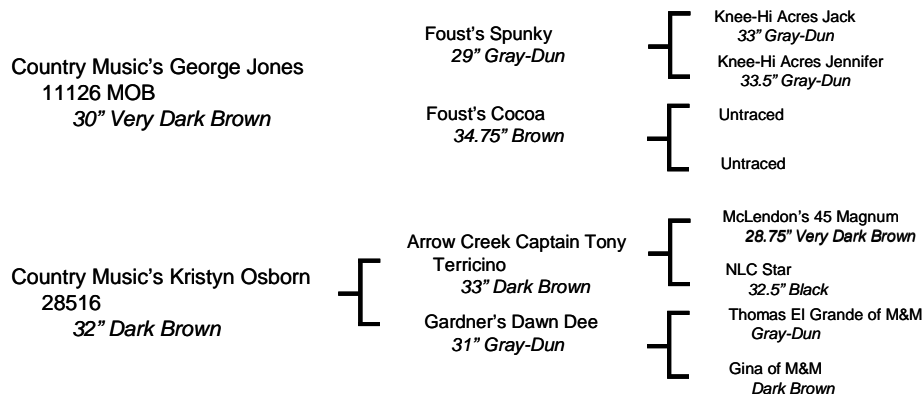 Country Music's George Jones
11126 MOB
30" Very Dark Brown
Foust's Spunky
29" Gray-Dun
Knee-Hi Acres Jack
33" Gray-Dun
Knee-Hi Acres Jennifer
33.5" Gray-Dun
Foust's Cocoa
34.75" Brown
Untraced
Untraced
Country Music's Kristyn Osborn
28516
32" Dark Brown
Arrow Creek Captain Tony
Terricino
33" Dark Brown
McLendon's 45 Magnum
28.75" Very Dark Brown
NLC Star
32.5" Black
Gardner's Dawn Dee
31" Gray-Dun
Thomas El Grande of M&M
Gray-Dun
Gina of M&M
Dark Brown